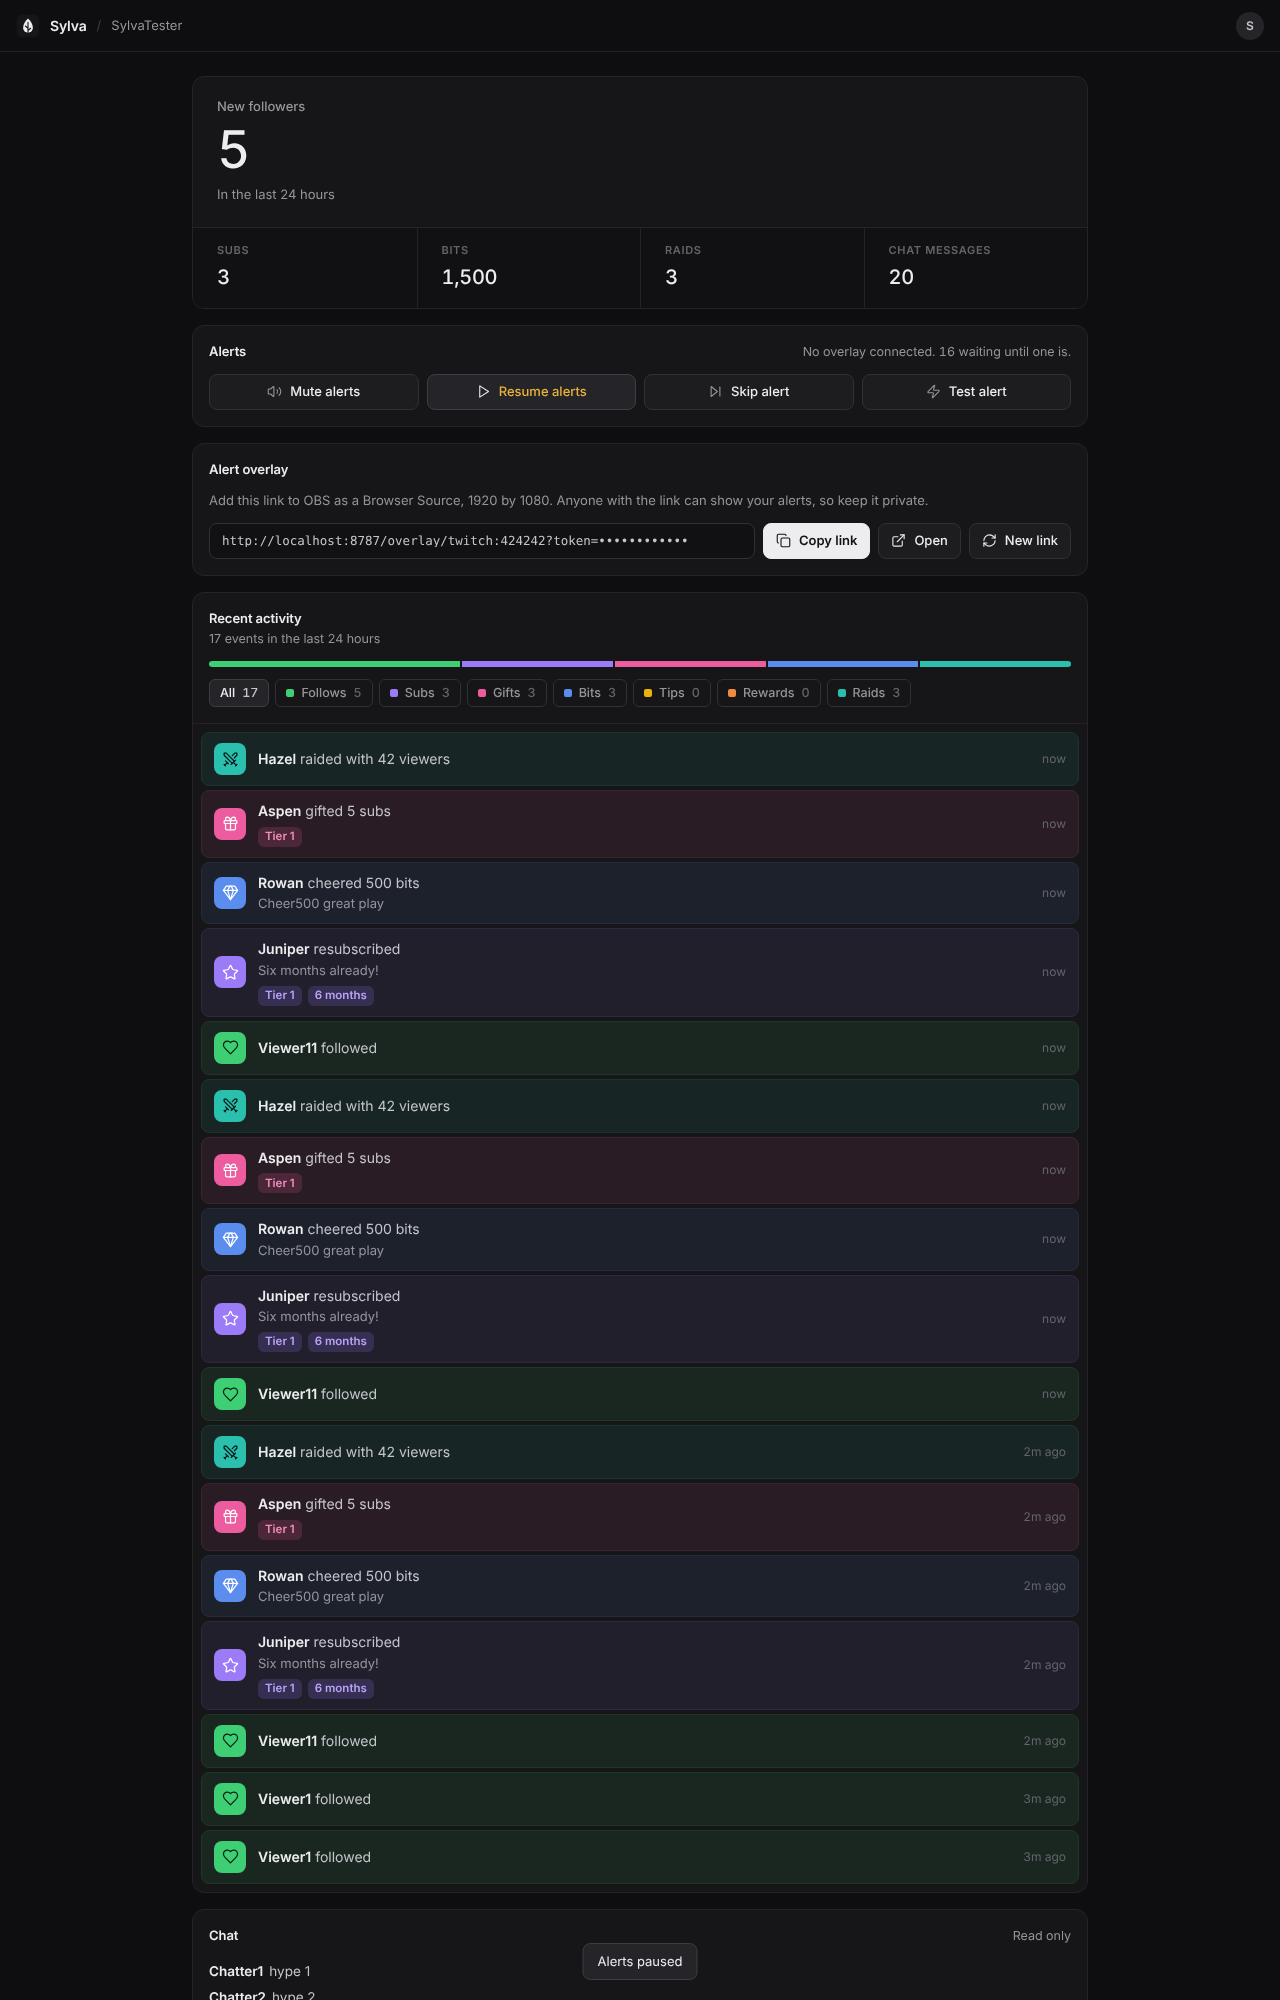 Sylva / SylvaTester
S
New followers
5
In the last 24 hours
SUBS
3
BITS
1,500
RAIDS
3
CHAT MESSAGES
20
Alerts
No overlay connected. 16 waiting until one is.
Mute alerts
Resume alerts
Skip alert
Test alert
Alert overlay
Add this link to OBS as a Browser Source, 1920 by 1080. Anyone with the link can show your alerts, so keep it private.
http://localhost:8787/overlay/twitch:424242?token=••••••••••••
Copy link
Open
New link
Recent activity
17 events in the last 24 hours
All 17
Follows 5
Subs 3
Gifts 3
Bits 3
Tips 0
Rewards 0
Raids 3
Hazel raided with 42 viewers
now
Aspen gifted 5 subs
Tier 1
now
Rowan cheered 500 bits
Cheer500 great play
now
Juniper resubscribed
Six months already!
Tier 1 6 months
now
Viewer11 followed
now
Hazel raided with 42 viewers
now
Aspen gifted 5 subs
Tier 1
now
Rowan cheered 500 bits
Cheer500 great play
now
Juniper resubscribed
Six months already!
Tier 1 6 months
now
Viewer11 followed
now
Hazel raided with 42 viewers
2m ago
Aspen gifted 5 subs
Tier 1
2m ago
Rowan cheered 500 bits
Cheer500 great play
2m ago
Juniper resubscribed
Six months already!
Tier 1 6 months
2m ago
Viewer11 followed
2m ago
Viewer1 followed
3m ago
Viewer1 followed
3m ago
Chat
Read only
Alerts paused
Chatter1 hype 1
Chatter2 hype 2